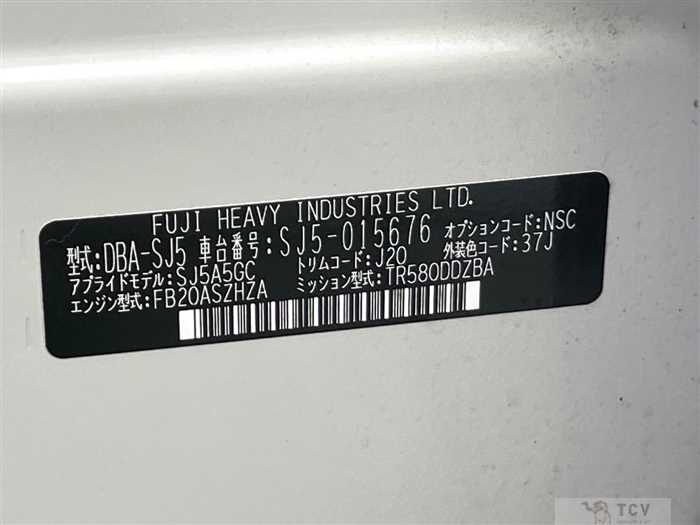 FUJI HEAVY INDUSTRIES LTD.
型式:DBA-SJ5 車台番号:SJ5-015676 オプションコード:NSC
アプライドモデル:SJ5A5GC トリムコード:J20 外装色コード:37J
エンジン型式:FB20ASZHZA ミッション型式:TR580DDZBA
TCV